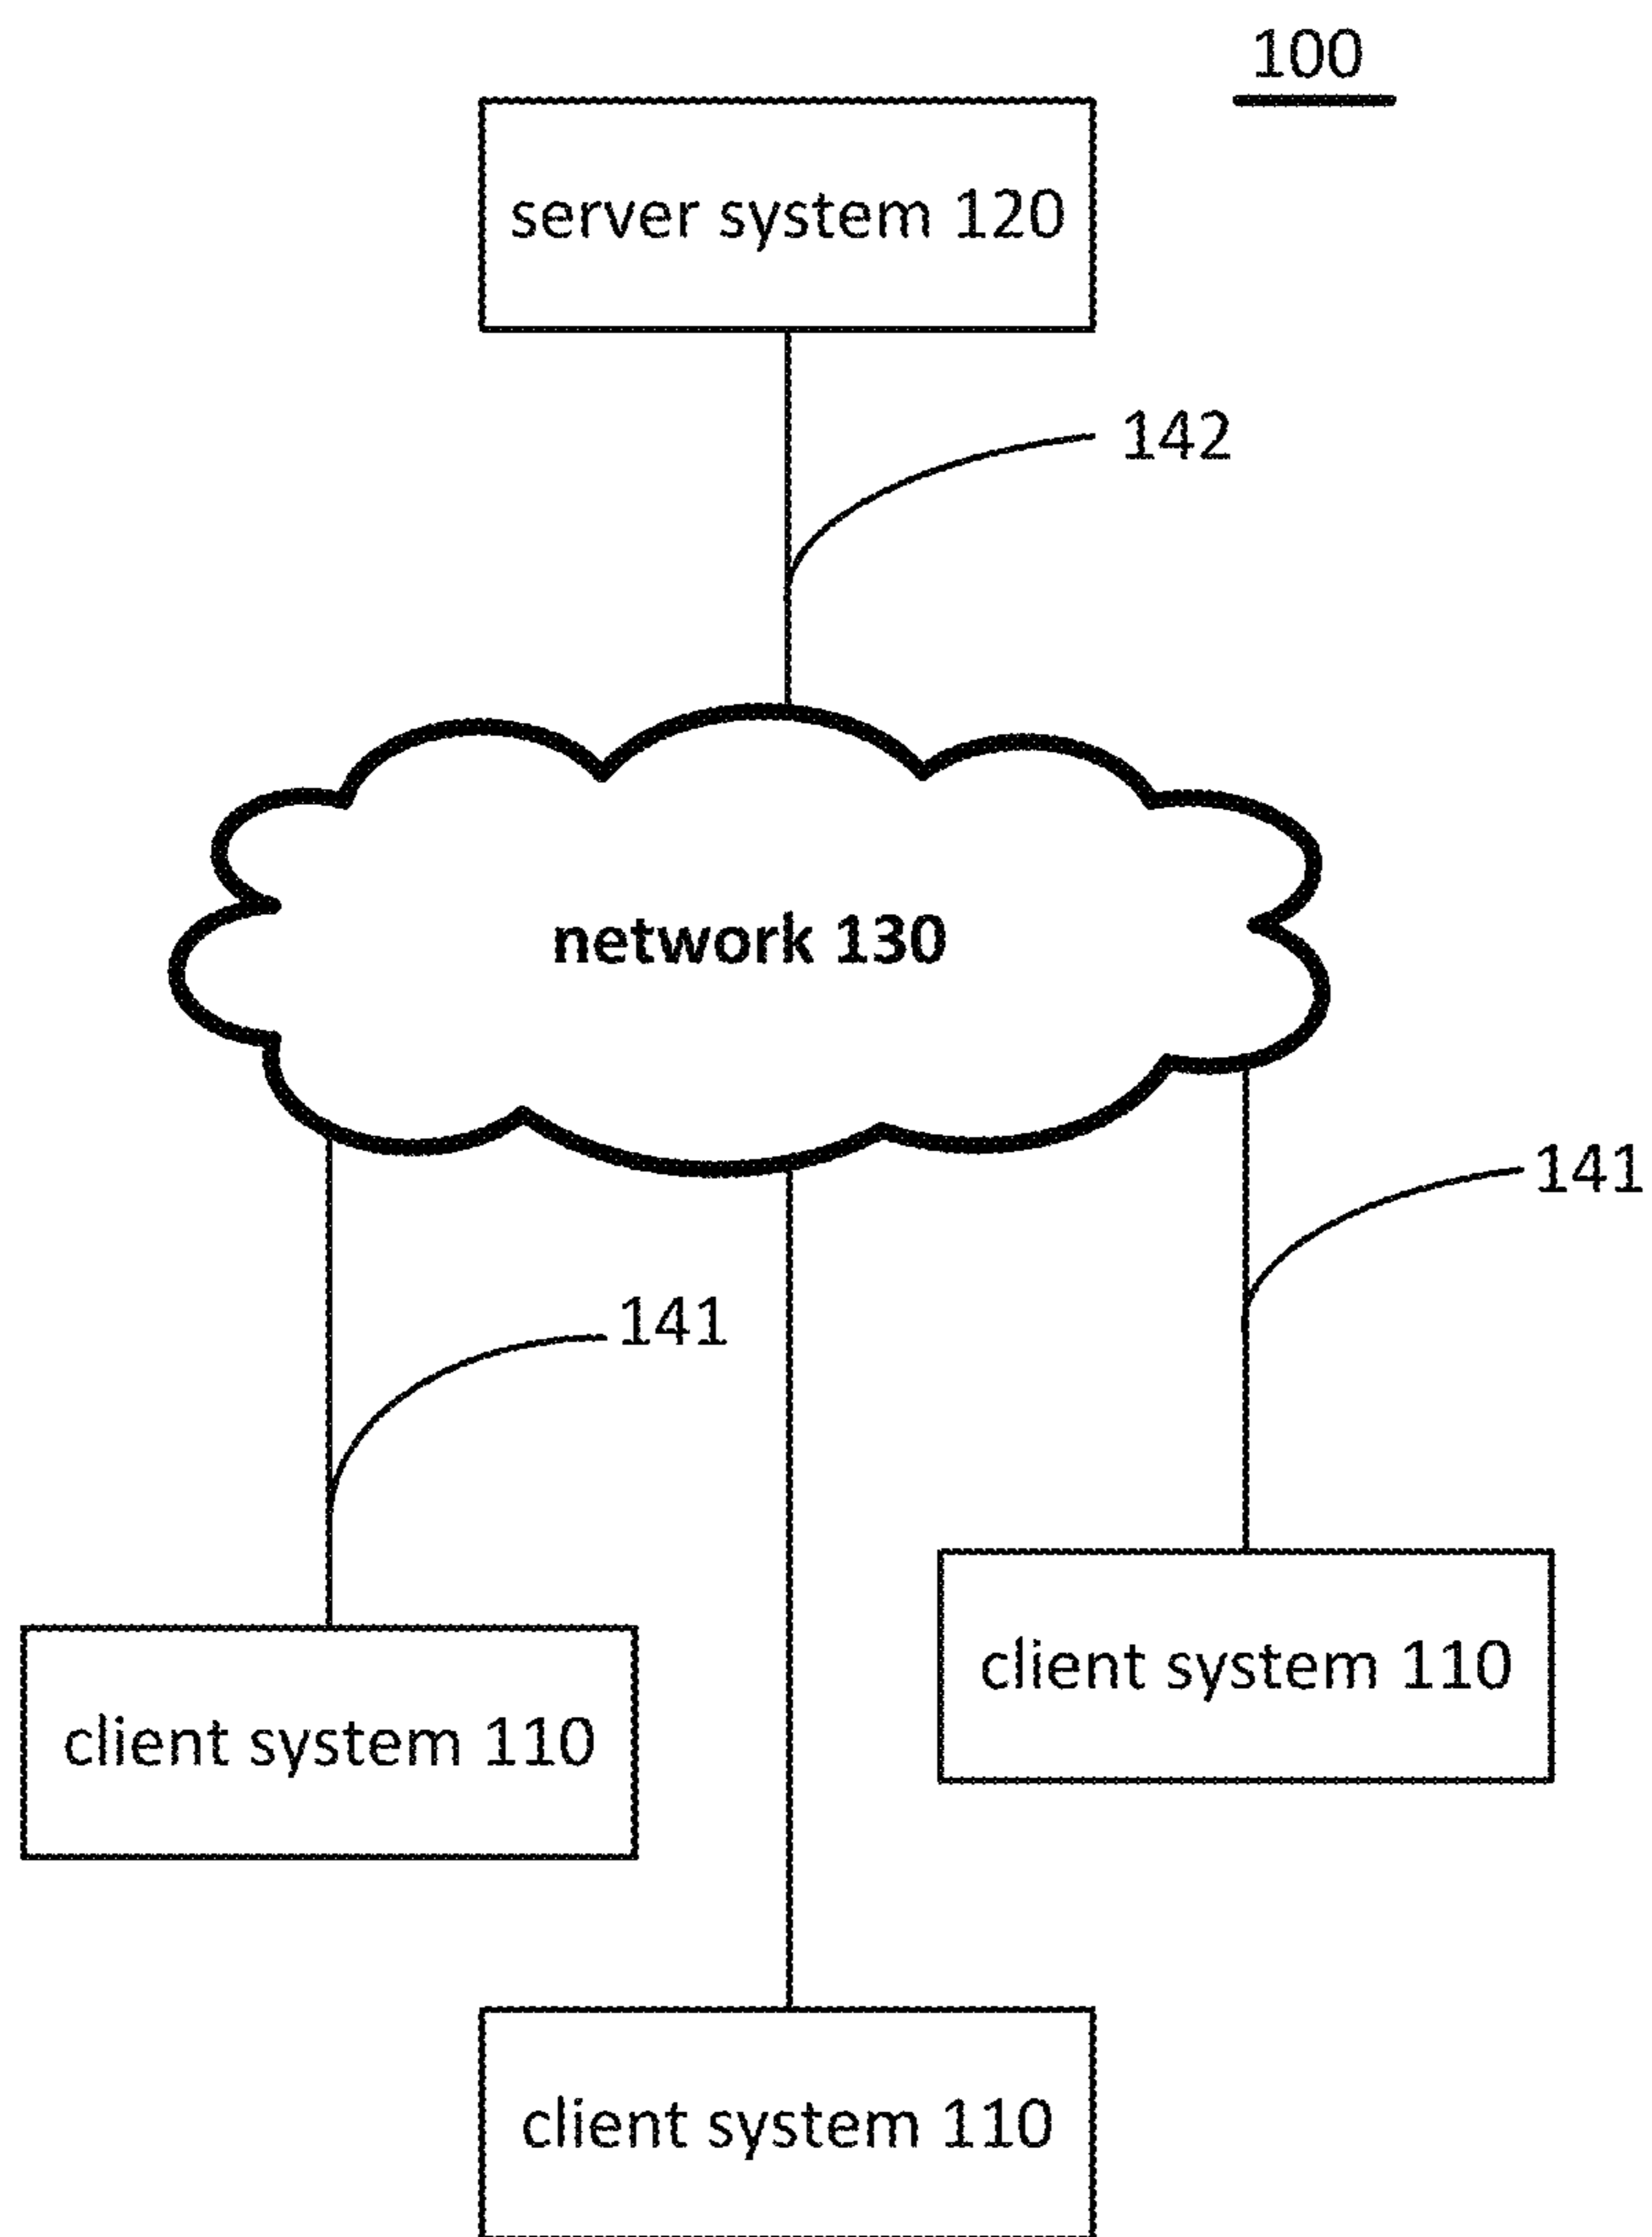 100
server system 120
142
network 130
141
141
client system 110
client system 110
client system 110